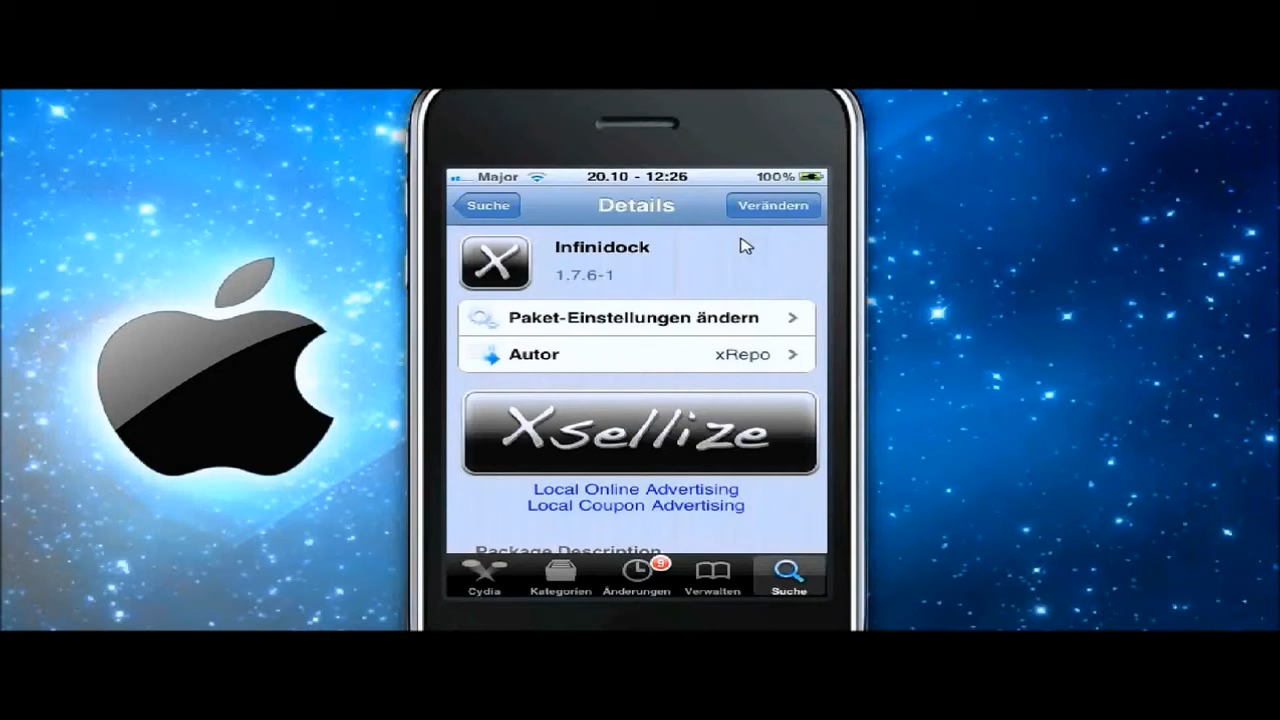 Major 20.10 - 12:26 100%
Suche Details Verändern
Infinidock
1.7.6-1
Paket-Einstellungen ändern
Autor xRepo
Xsellize
Local Online Advertising
Local Coupon Advertising
Package Description
9
Cydia Kategorien Änderungen Verwalten Suche